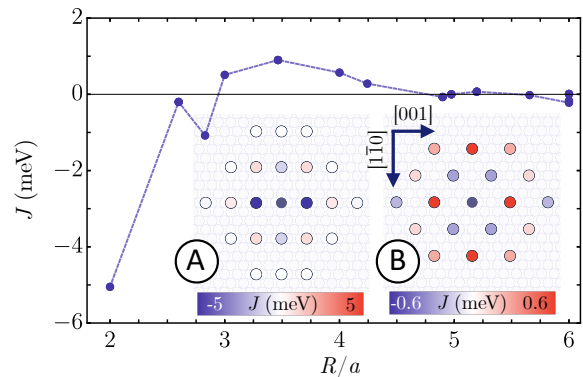 2
0
−2
−4
−6
J (meV)
[001]
[11̄0]
A
B
-5 J (meV) 5
-0.6 J (meV) 0.6
2 3 4 5 6
R/a